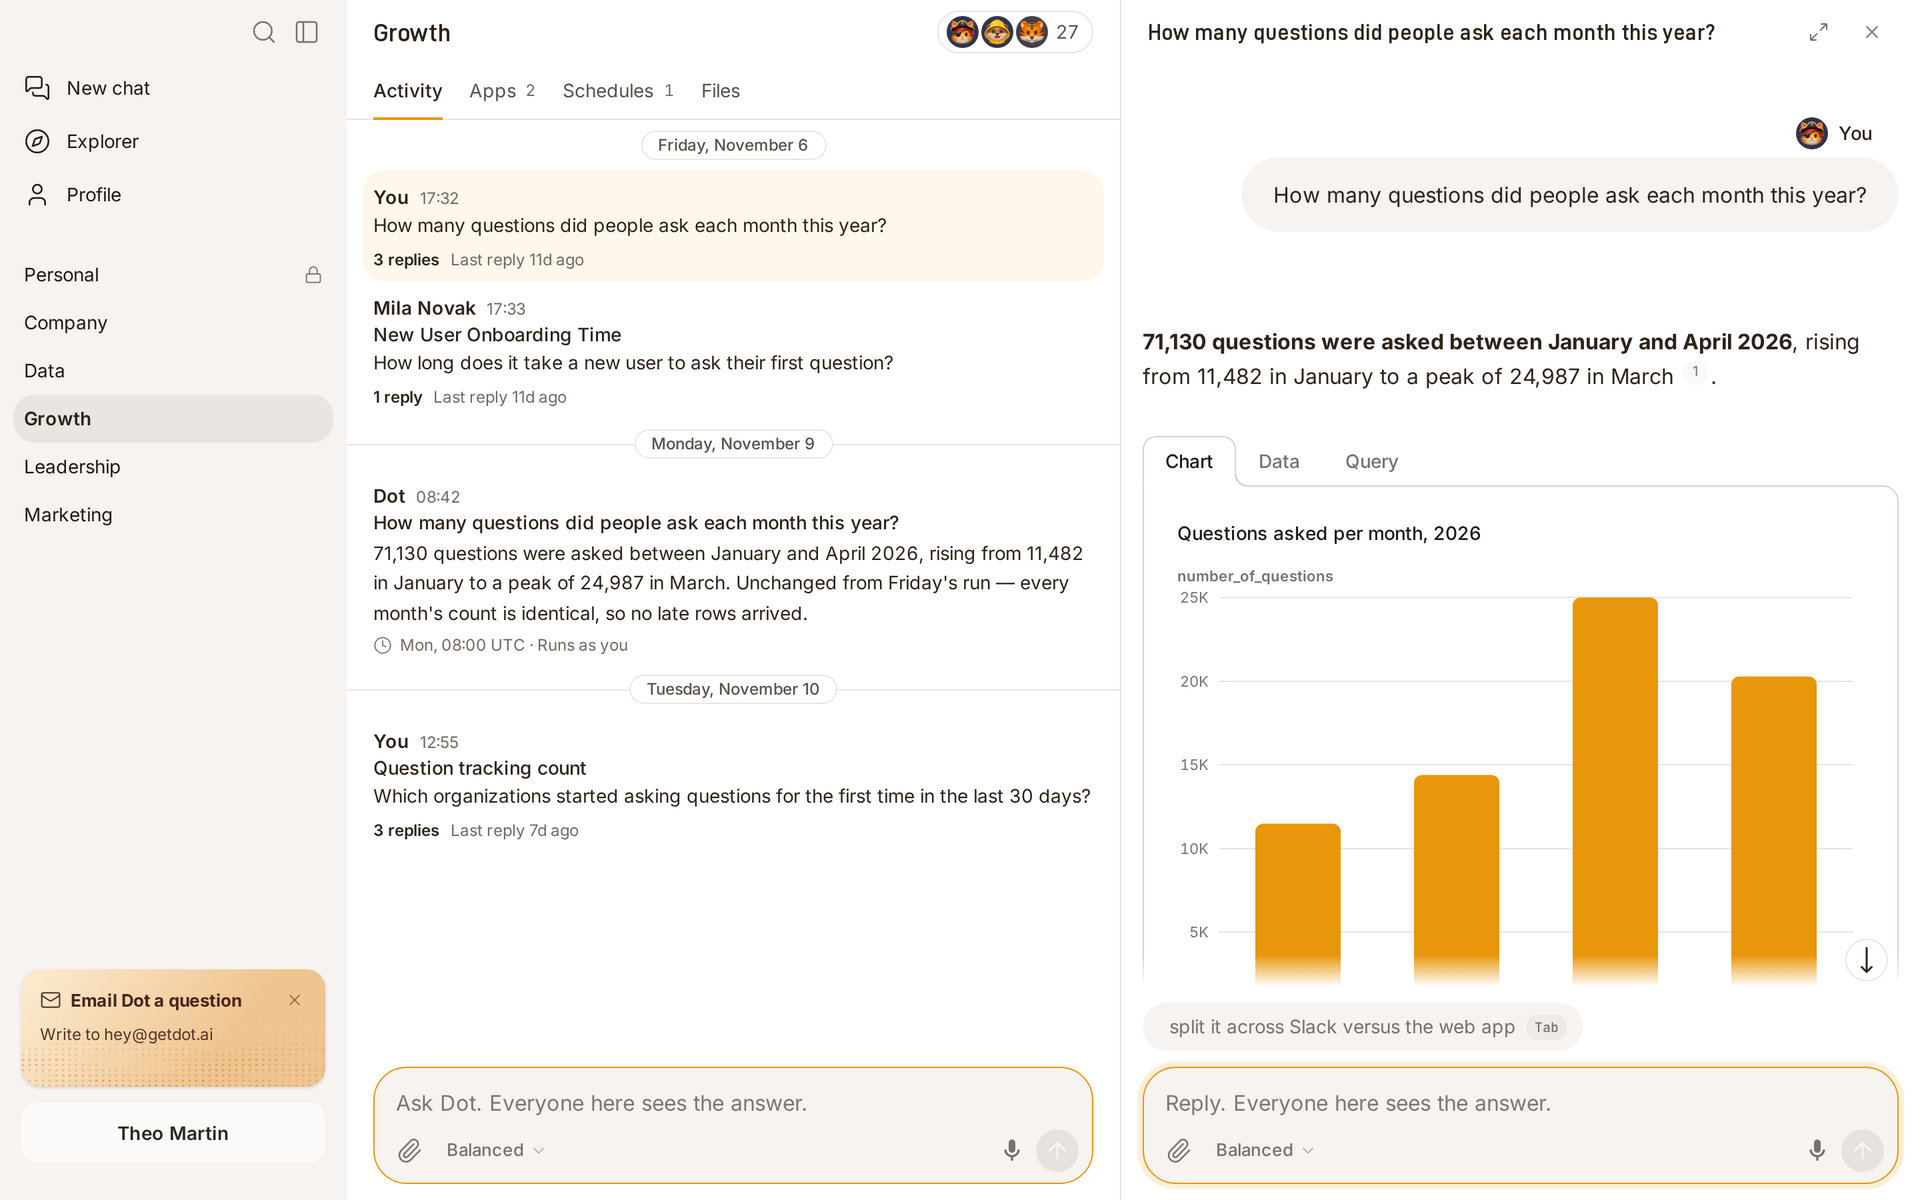 New chat
Explorer
Profile
Personal
Company
Data
Growth
Leadership
Marketing
Email Dot a question
Write to hey@getdot.ai
Theo Martin
Growth
27
Activity
Apps 2
Schedules 1
Files
Friday, November 6
You 17:32
How many questions did people ask each month this year?
3 replies Last reply 11d ago
Mila Novak 17:33
New User Onboarding Time
How long does it take a new user to ask their first question?
1 reply Last reply 11d ago
Monday, November 9
Dot 08:42
How many questions did people ask each month this year?
71,130 questions were asked between January and April 2026, rising from 11,482
in January to a peak of 24,987 in March. Unchanged from Friday's run — every
month's count is identical, so no late rows arrived.
Mon, 08:00 UTC · Runs as you
Tuesday, November 10
You 12:55
Question tracking count
Which organizations started asking questions for the first time in the last 30 days?
3 replies Last reply 7d ago
Ask Dot. Everyone here sees the answer.
Balanced
How many questions did people ask each month this year?
You
How many questions did people ask each month this year?
71,130 questions were asked between January and April 2026, rising
from 11,482 in January to a peak of 24,987 in March 1 .
Chart
Data
Query
Questions asked per month, 2026
number_of_questions
25K
20K
15K
10K
5K
split it across Slack versus the web app Tab
Reply. Everyone here sees the answer.
Balanced